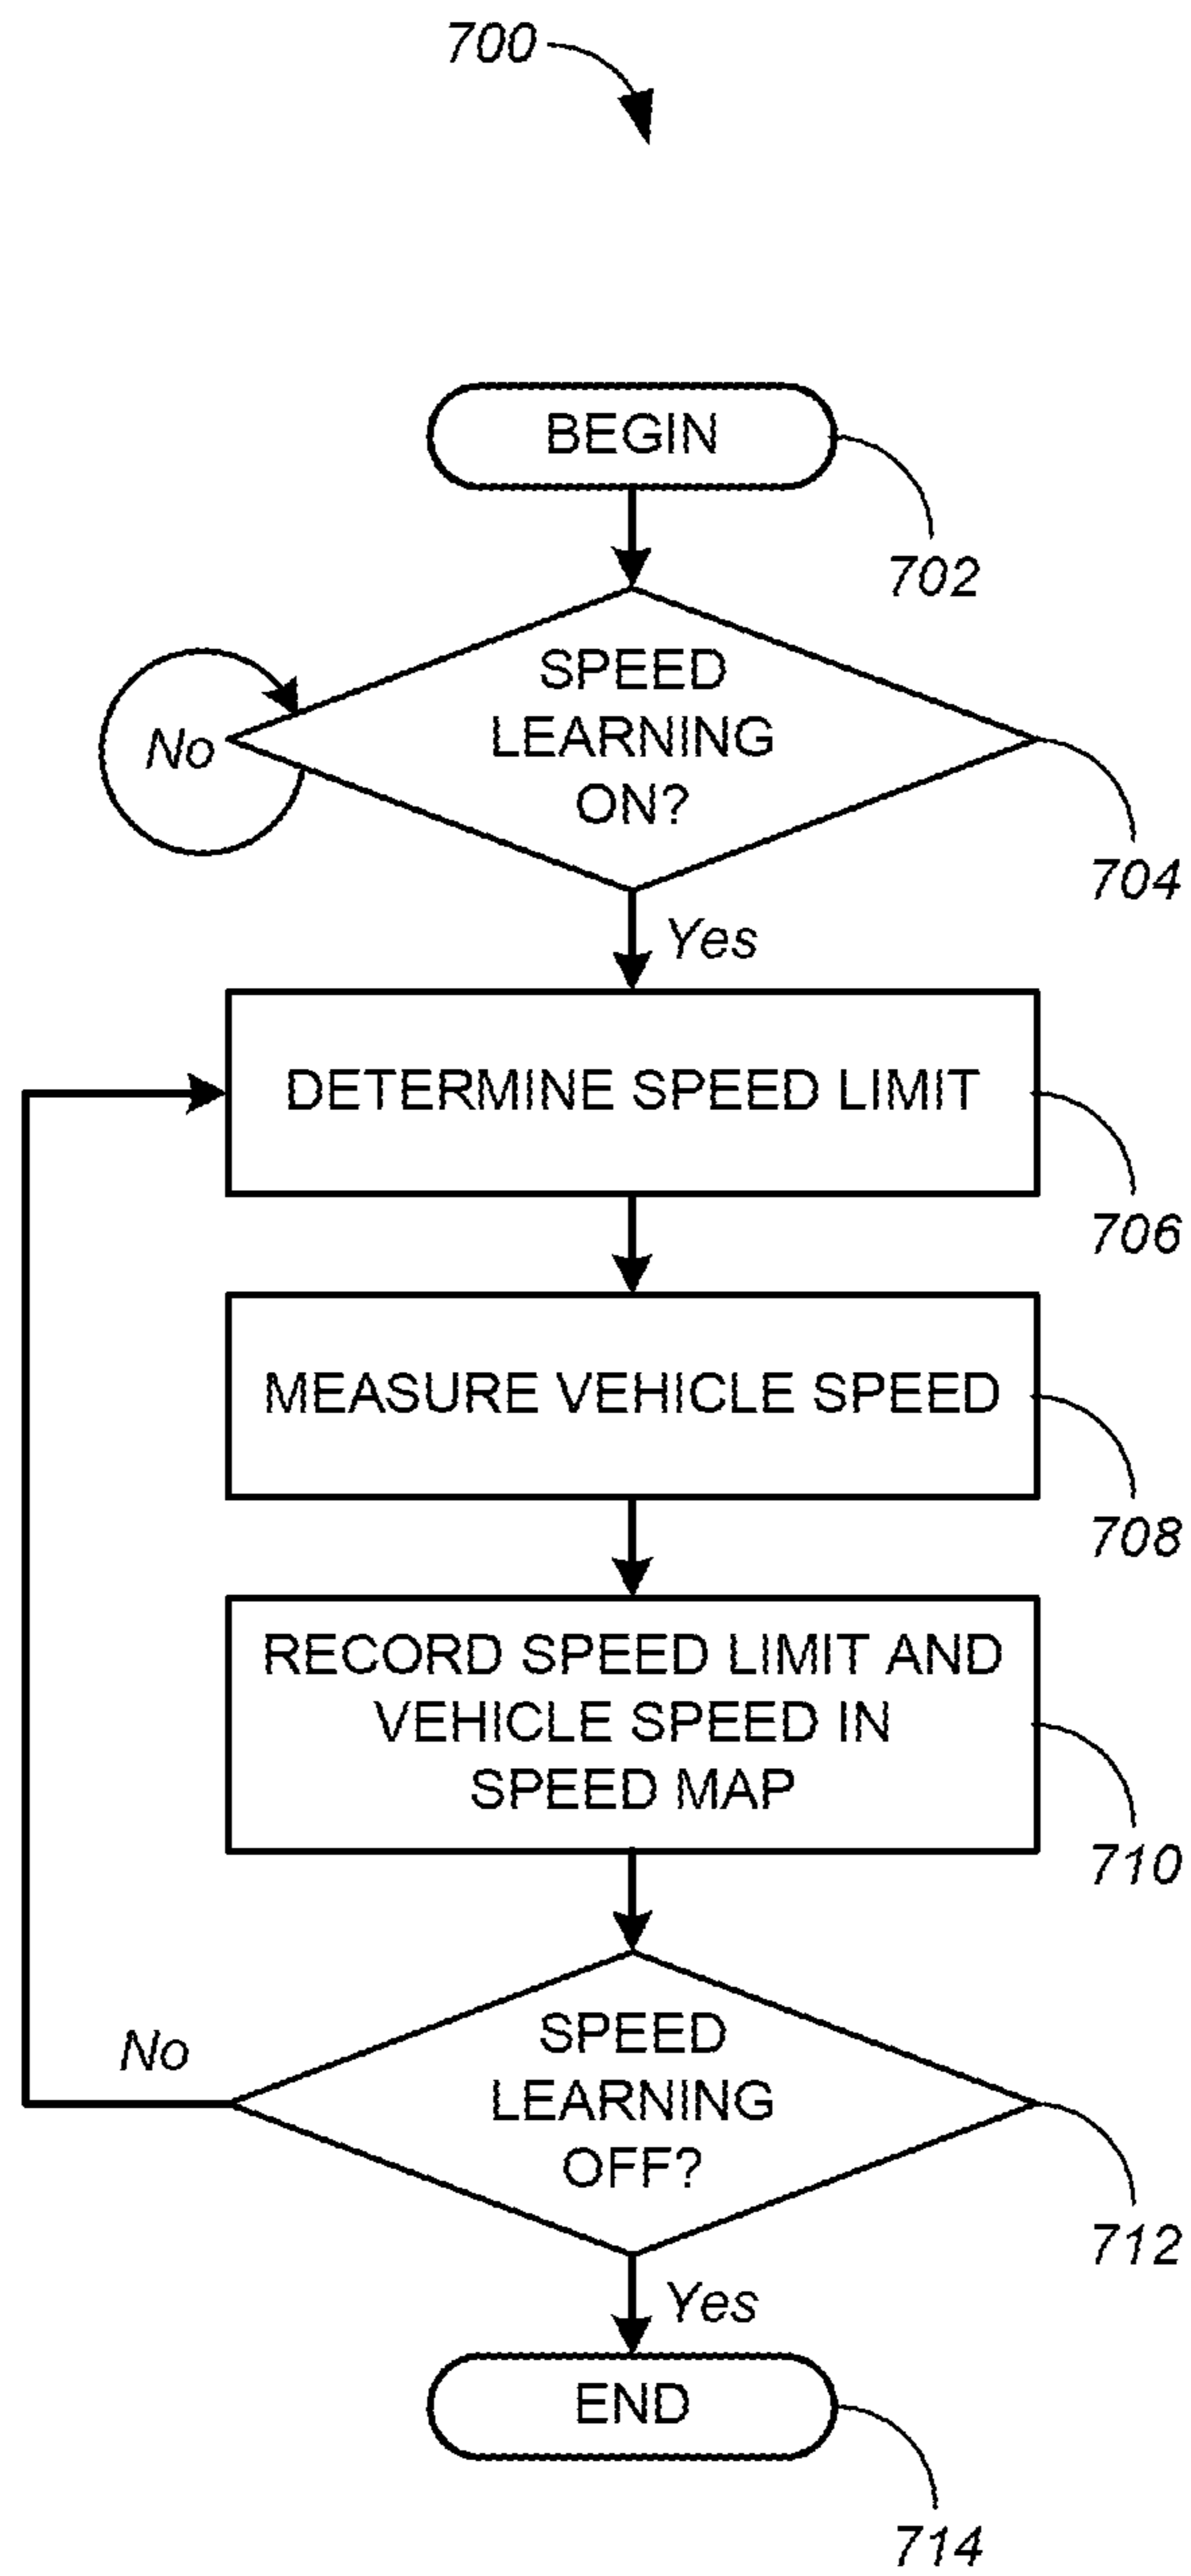 700
BEGIN
702
SPEED
LEARNING
ON?
No
704
Yes
DETERMINE SPEED LIMIT
706
MEASURE VEHICLE SPEED
708
RECORD SPEED LIMIT AND
VEHICLE SPEED IN
SPEED MAP
710
SPEED
LEARNING
OFF?
No
712
Yes
END
714